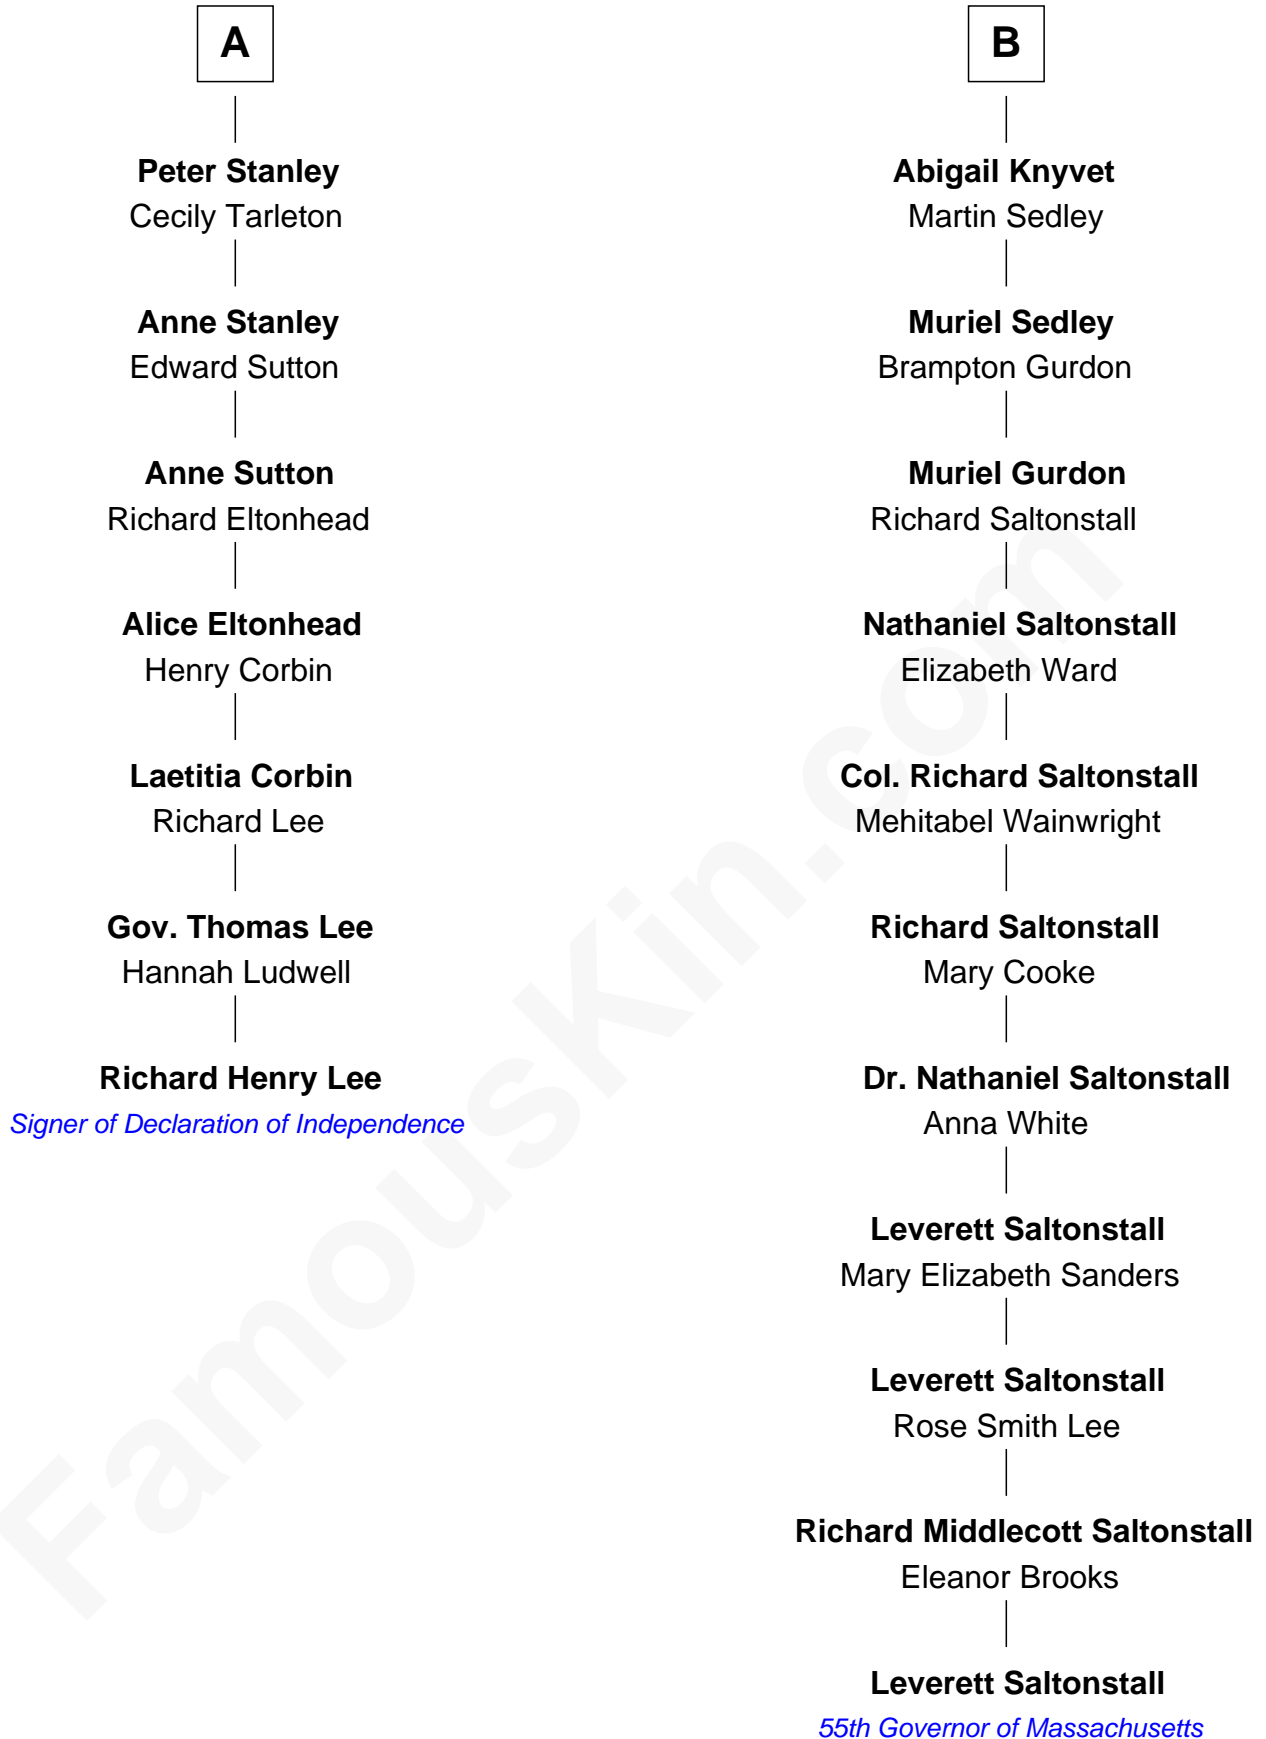 A
Peter Stanley
Cecily Tarleton
Anne Stanley
Edward Sutton
Anne Sutton
Richard Eltonhead
Alice Eltonhead
Henry Corbin
Laetitia Corbin
Richard Lee
Gov. Thomas Lee
Hannah Ludwell
Richard Henry Lee
Signer of Declaration of Independence
B
Abigail Knyvet
Martin Sedley
Muriel Sedley
Brampton Gurdon
Muriel Gurdon
Richard Saltonstall
Nathaniel Saltonstall
Elizabeth Ward
Col. Richard Saltonstall
Mehitabel Wainwright
Richard Saltonstall
Mary Cooke
Dr. Nathaniel Saltonstall
Anna White
Leverett Saltonstall
Mary Elizabeth Sanders
Leverett Saltonstall
Rose Smith Lee
Richard Middlecott Saltonstall
Eleanor Brooks
Leverett Saltonstall
55th Governor of Massachusetts
FamousKin.com